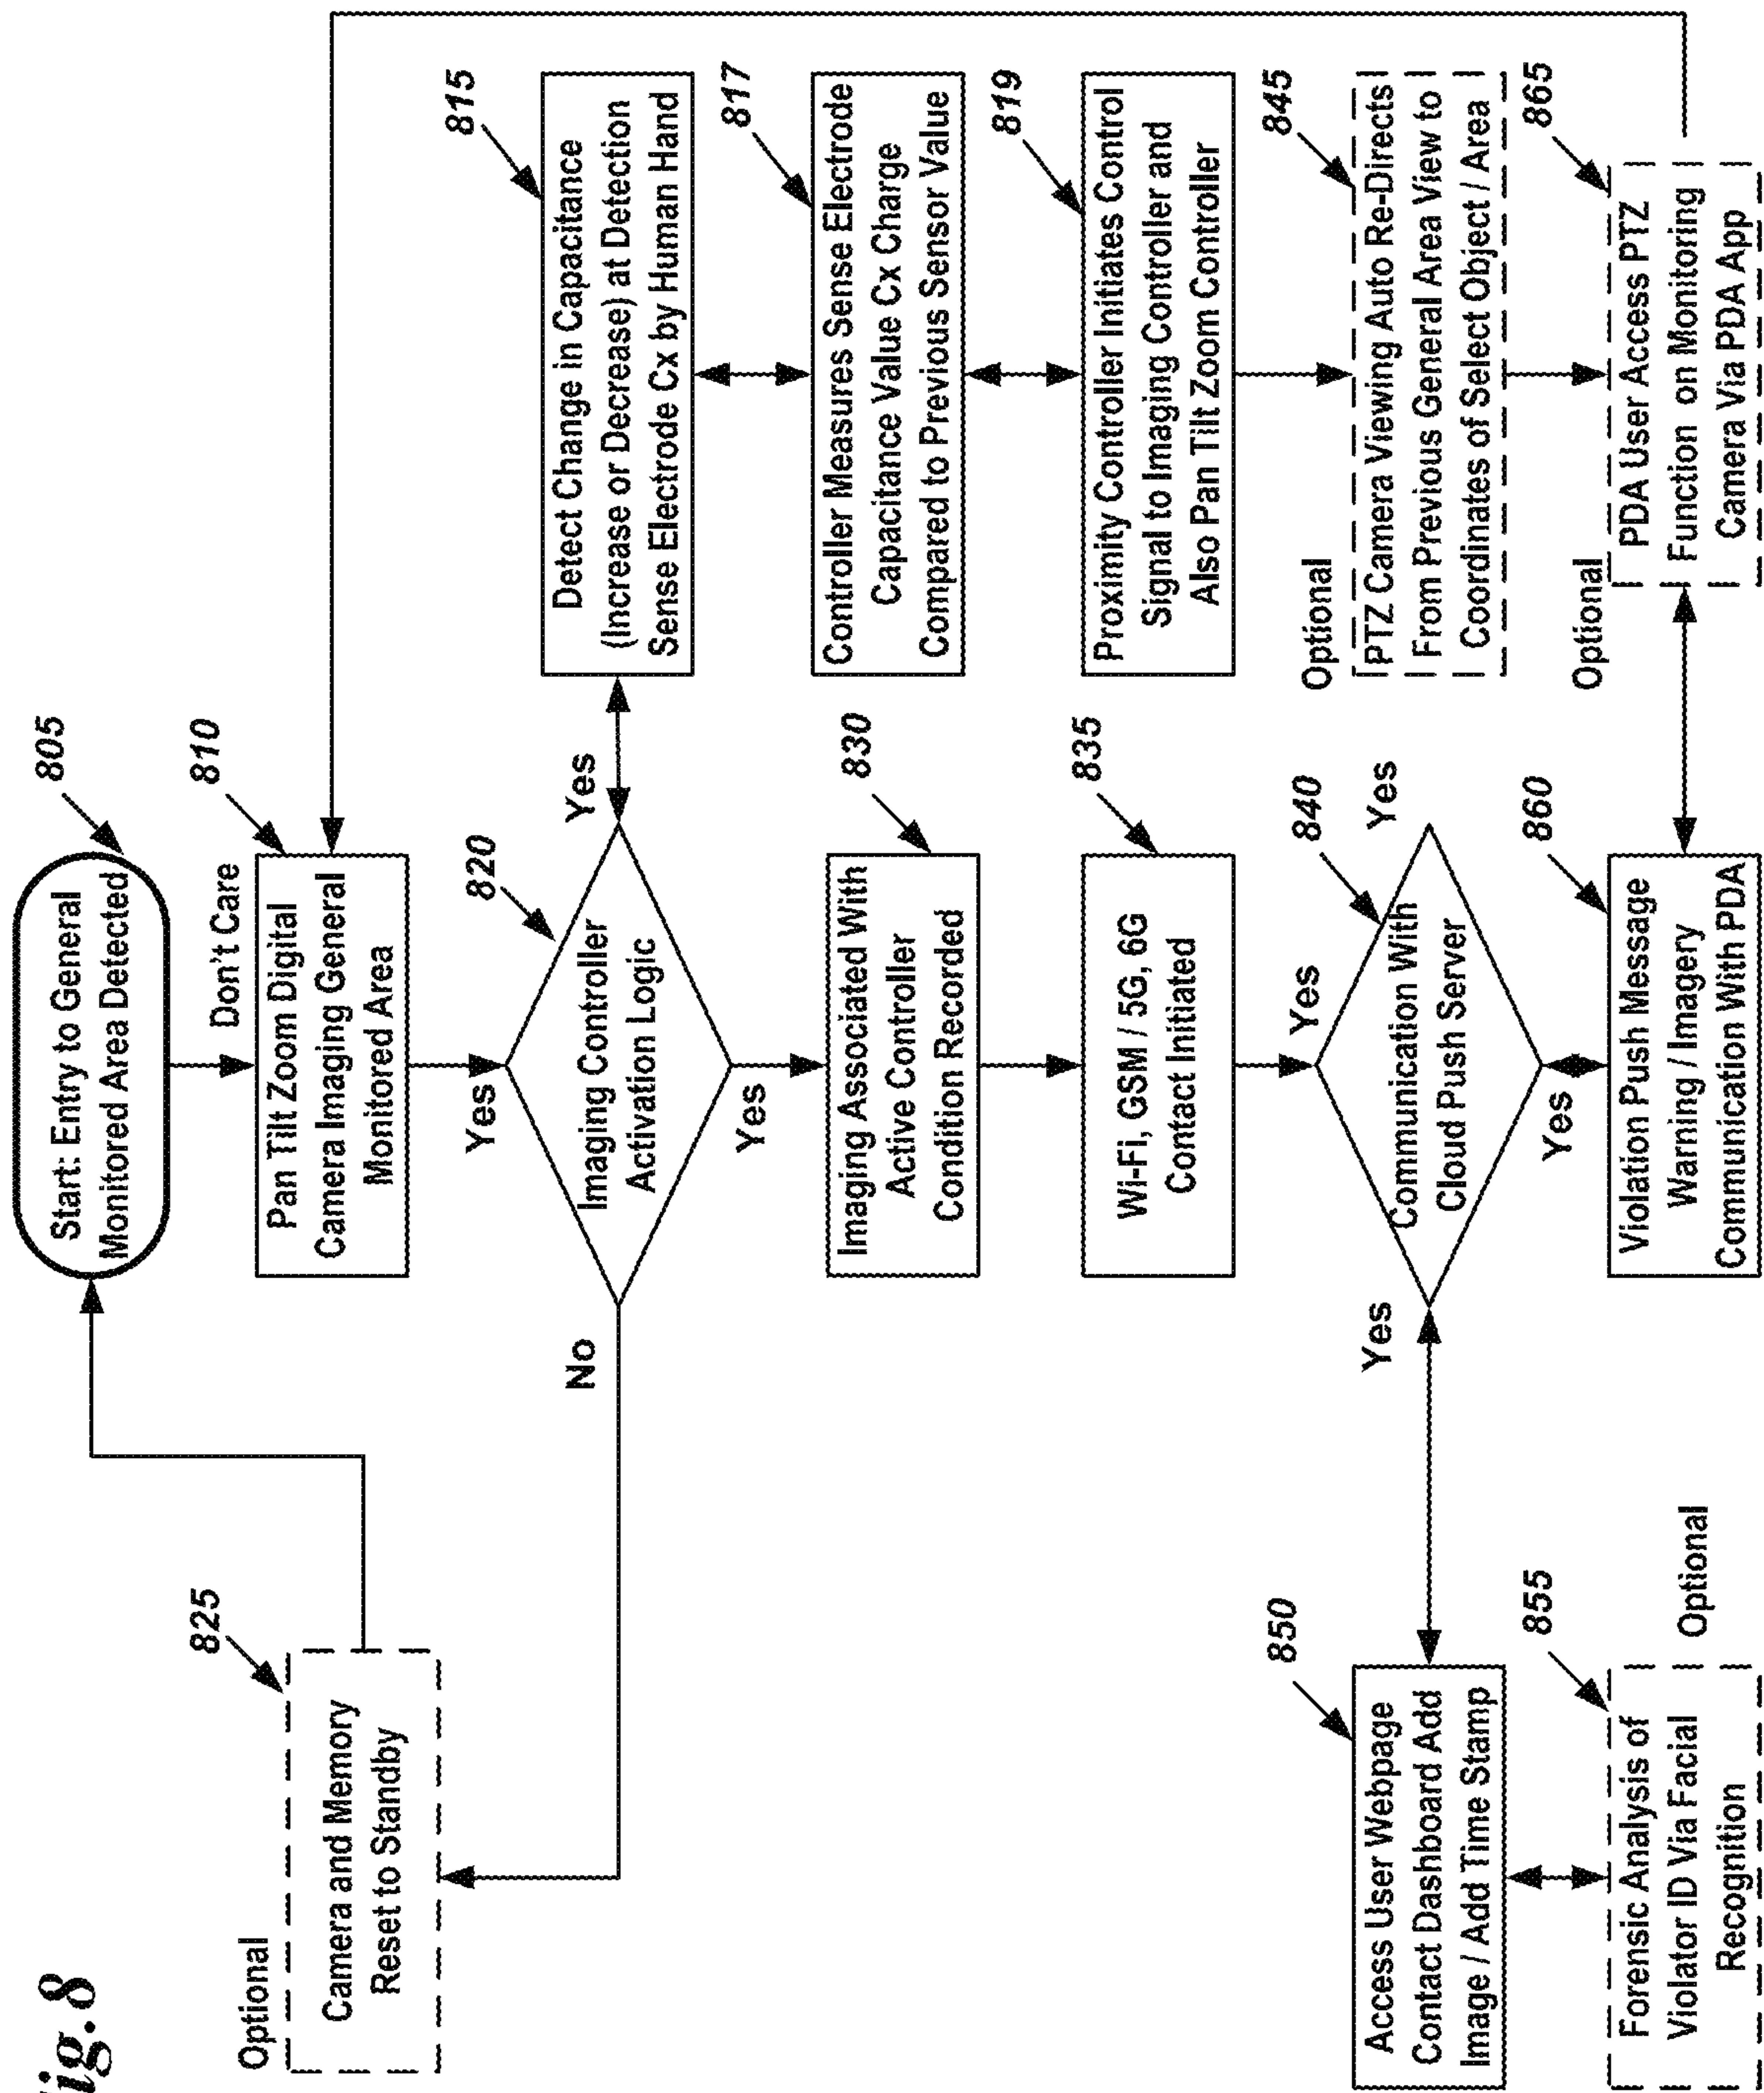 Fig. 8
805
Start: Entry to General
Monitored Area Detected
Don't Care
810
Pan Tilt Zoom Digital
Camera Imaging General
Monitored Area
Yes
820
Imaging Controller
Activation Logic
Yes
No
Yes
Optional
825
Camera and Memory
Reset to Standby
815
Detect Change in Capacitance
(Increase or Decrease) at Detection
Sense Electrode Cx by Human Hand
817
Controller Measures Sense Electrode
Capacitance Value Cx Charge
Compared to Previous Sensor Value
819
Proximity Controller Initiates Control
Signal to Imaging Controller and
Also Pan Tilt Zoom Controller
Optional
845
PTZ Camera Viewing Auto Re-Directs
From Previous General Area View to
Coordinates of Select Object / Area
Optional
865
PDA User Access PTZ
Function on Monitoring
Camera Via PDA App
830
Imaging Associated With
Active Controller
Condition Recorded
835
Wi-Fi, GSM / 5G, 6G
Contact Initiated
Yes
840
Communication With
Cloud Push Server
Yes
Yes
Yes
850
Access User Webpage
Contact Dashboard Add
Image / Add Time Stamp
855
Forensic Analysis of
Violator ID Via Facial
Recognition
Optional
860
Violation Push Message
Warning / Imagery
Communication With PDA